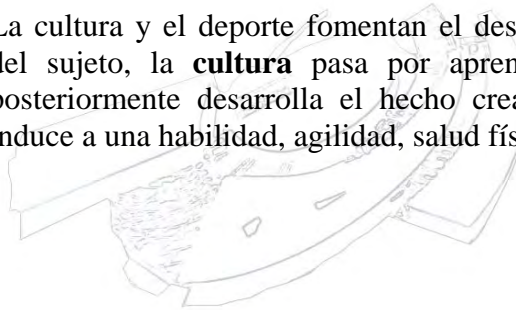 La cultura y el deporte fomentan el des
del sujeto, la cultura pasa por apren
posteriormente desarrolla el hecho crea
induce a una habilidad, agilidad, salud fís